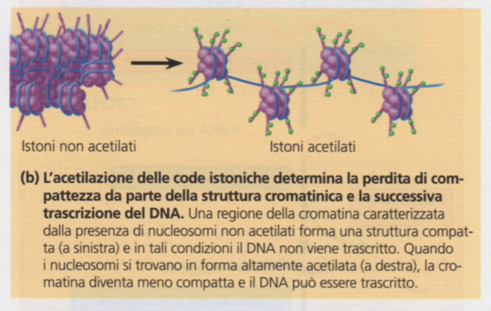 Istoni non acetilati
Istoni acetilati
(b) L'acetilazione delle code istoniche determina la perdita di com-
pattezza da parte della struttura cromatinica e la successiva
trascrizione del DNA. Una regione della cromatina caratterizzata
dalla presenza di nucleosomi non acetilati forma una struttura compat-
ta (a sinistra) e in tali condizioni il DNA non viene trascritto. Quando
i nucleosomi si trovano in forma altamente acetilata (a destra), la cro-
matina diventa meno compatta e il DNA può essere trascritto.